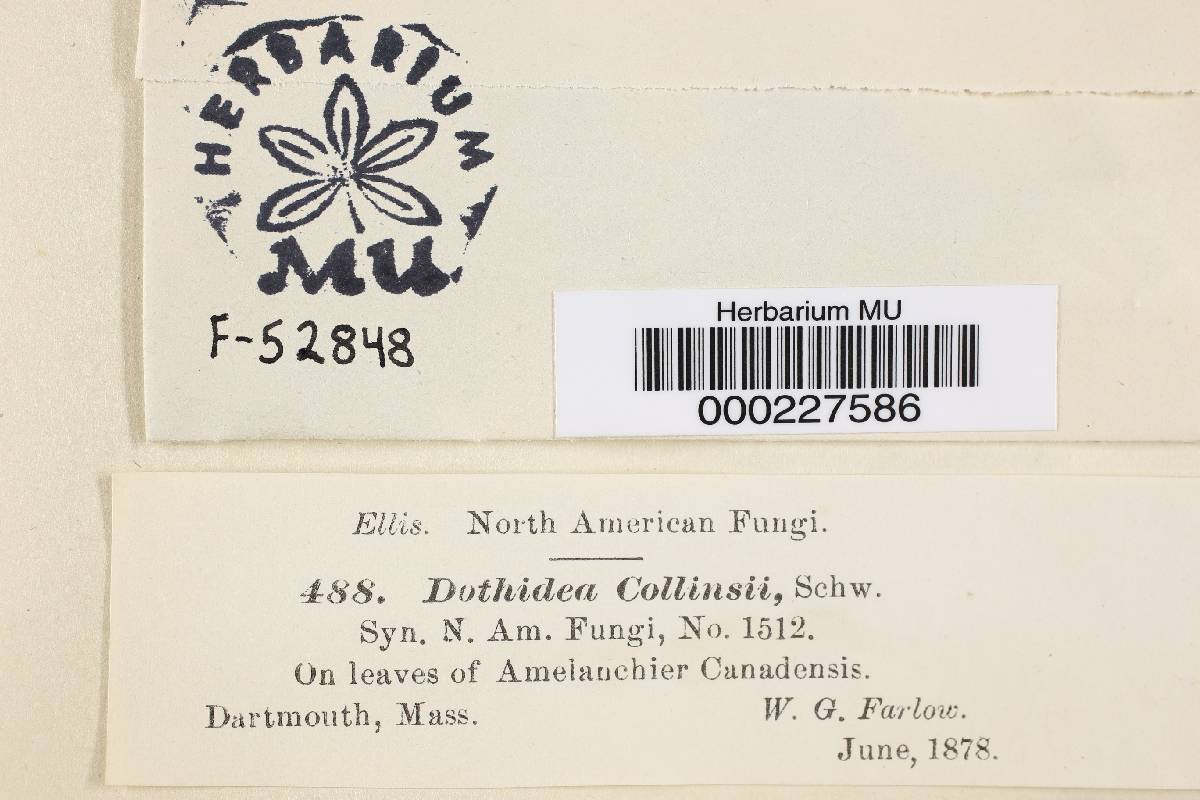 HERBARIUM
MU
F-52848
Herbarium MU
000227586
Ellis. North American Fungi.
488. Dothidea Collinsii, Schw.
Syn. N. Am. Fungi, No. 1512.
On leaves of Amelanchier Canadensis.
Dartmouth, Mass. W. G. Farlow.
June, 1878.